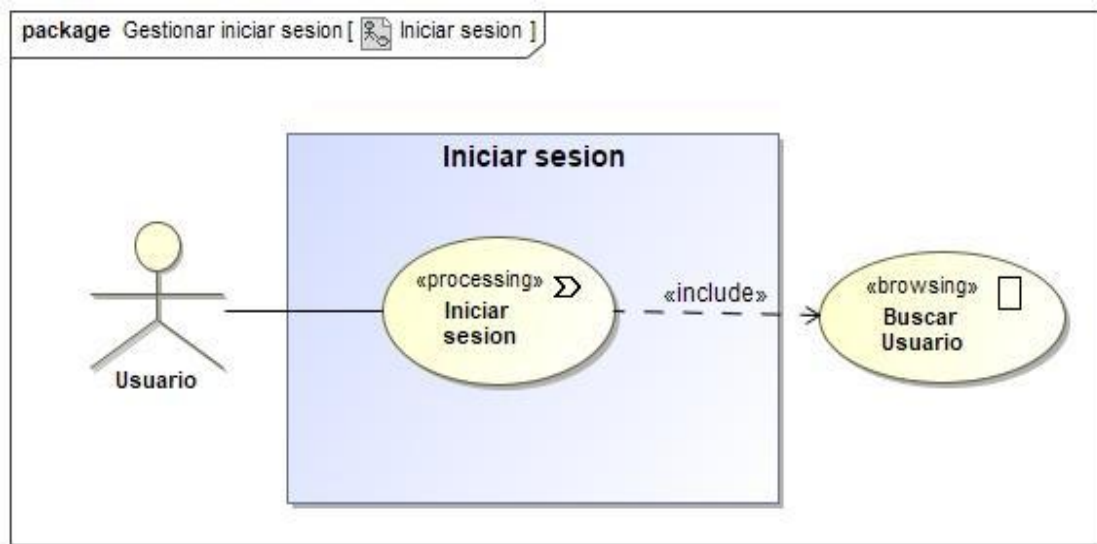 package Gestionar iniciar sesion [ Iniciar sesion ]
Iniciar sesion
«processing»
Iniciar
sesion
«include»
«browsing»
Buscar
Usuario
Usuario